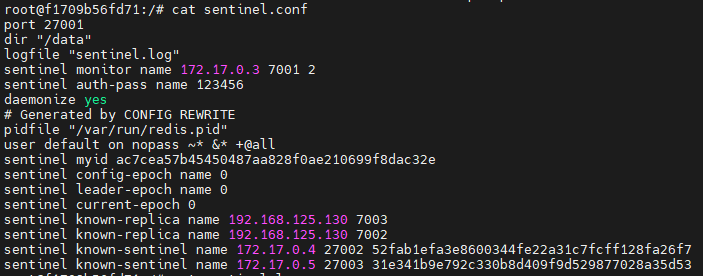 root@f1709b56fd71:/# cat sentinel.conf
port 27001
dir "/data"
logfile "sentinel.log"
sentinel monitor name 172.17.0.3 7001 2
sentinel auth-pass name 123456
daemonize yes
# Generated by CONFIG REWRITE
pidfile "/var/run/redis.pid"
user default on nopass ~* &* +@all
sentinel myid ac7cea57b45450487aa828f0ae210699f8dac32e
sentinel config-epoch name 0
sentinel leader-epoch name 0
sentinel current-epoch 0
sentinel known-replica name 192.168.125.130 7003
sentinel known-replica name 192.168.125.130 7002
sentinel known-sentinel name 172.17.0.4 27002 52fab1efa3e8600344fe22a31c7fcff128fa26f7
sentinel known-sentinel name 172.17.0.5 27003 31e341b9e792c330b8d409f9d529877028a35d53